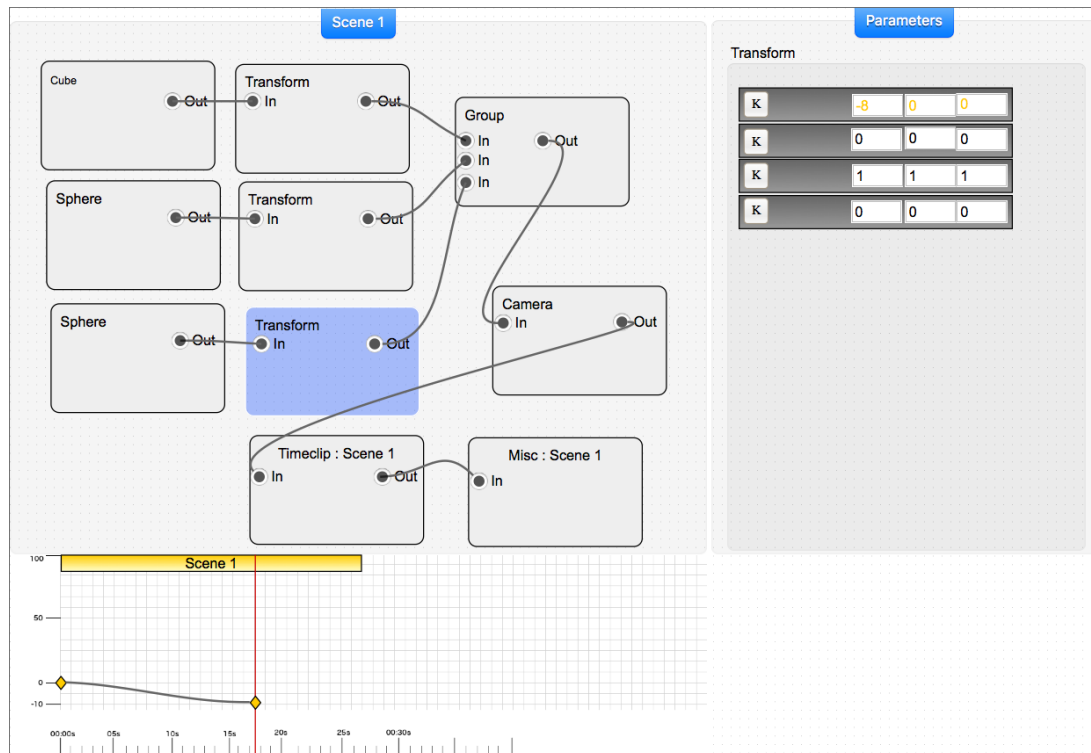 Scene 1
Parameters
Transform
Cube
Out
Transform
In
Out
Group
In
In
In
Out
Sphere
Out
Transform
In
Out
Sphere
Out
Transform
In
Out
Camera
In
Out
Timeclip : Scene 1
In
Out
Misc : Scene 1
In
K -8 0 0
K 0 0 0
K 1 1 1
K 0 0 0
Scene 1
100
50
0
-10
00:00s 05s 10s 15s 20s 25s 00:30s